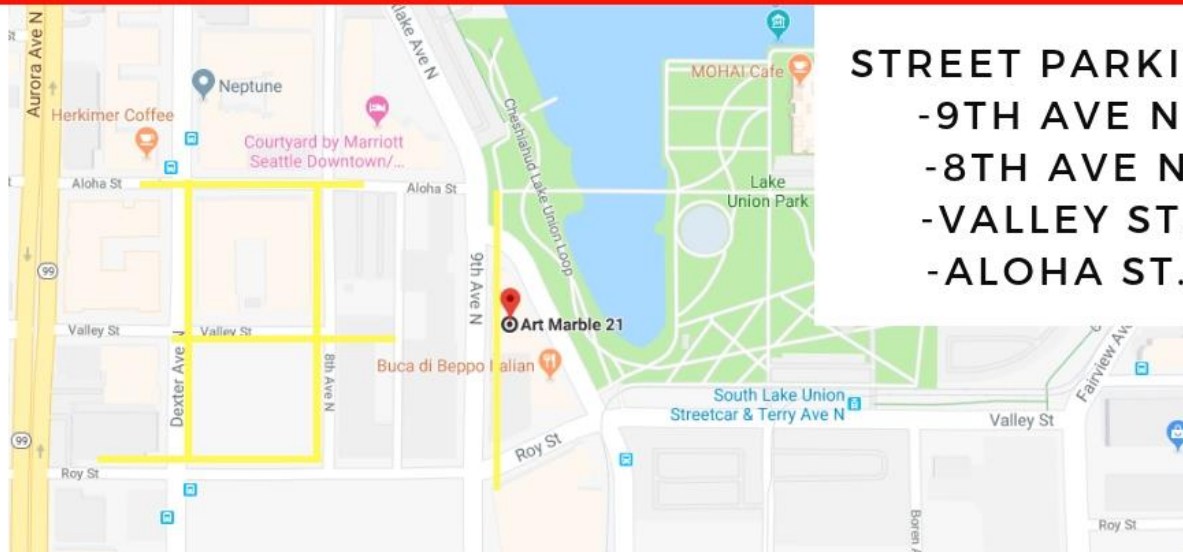 STREET PARKI
-9TH AVE N
-8TH AVE N
-VALLEY ST.
-ALOHA ST.
Aurora Ave N
Neptune
Herkimer Coffee
Courtyard by Marriott
Seattle Downtown/...
lake Ave N
Cheshiahud Lake Union Loop
MOHAI Cafe
Lake
Union Park
Aloha St
Aloha St
99
9th Ave N
Art Marble 21
Valley St
Valley St
Dexter Ave N
8th Ave N
Buca di Beppo Italian
South Lake Union
Streetcar & Terry Ave N
Fairview Ave
Valley St
99
Roy St
Roy St
Boren
Roy St